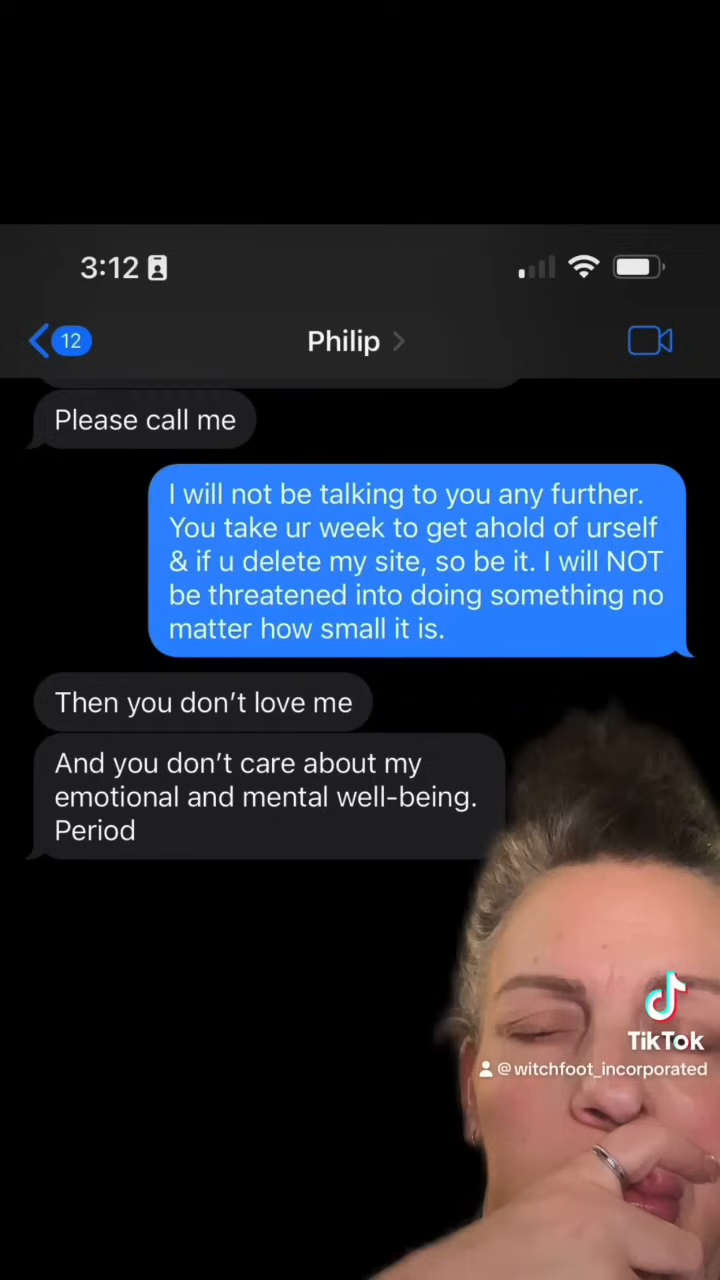 3:12
12
Philip
Please call me
I will not be talking to you any further.
You take ur week to get ahold of urself
& if u delete my site, so be it. I will NOT
be threatened into doing something no
matter how small it is.
Then you don’t love me
And you don’t care about my
emotional and mental well-being.
Period
TikTok
@witchfoot_incorporated